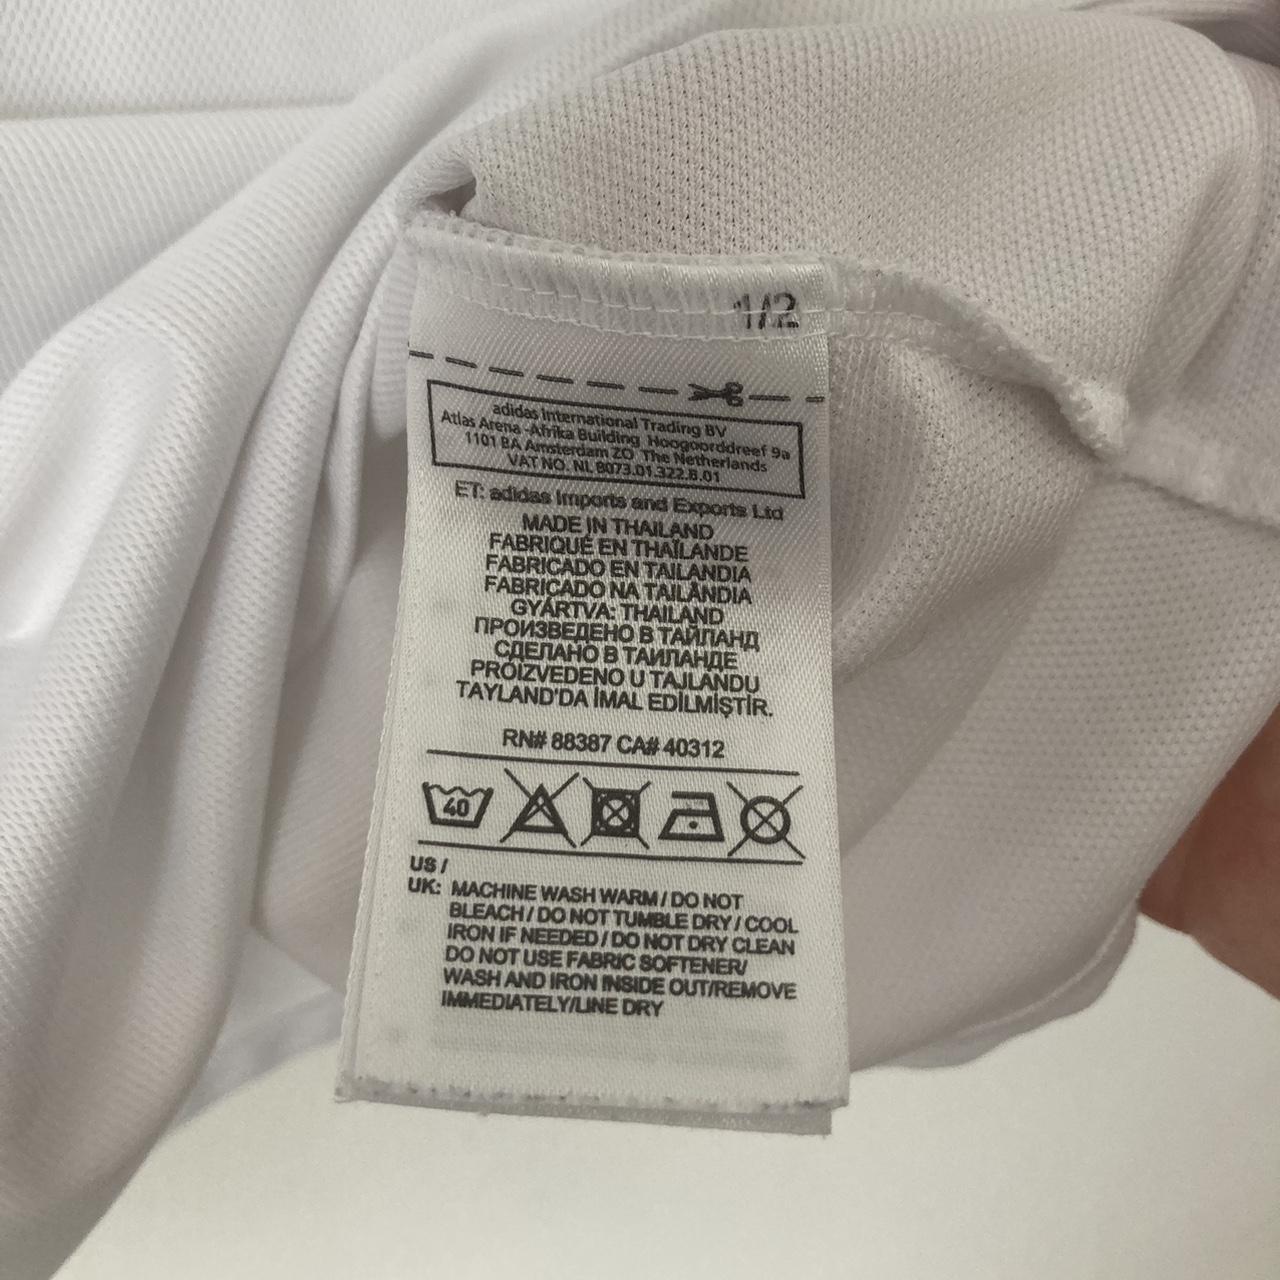 1/2
adidas International Trading BV
Atlas Arena -Afrika Building Hoogoorddreef 9a
1101 BA Amsterdam ZO The Netherlands
VAT NO. NL 8073.01.322.B.01
ET: adidas Imports and Exports Ltd
MADE IN THAILAND
FABRIQUÉ EN THAÏLANDE
FABRICADO EN TAILANDIA
FABRICADO NA TAILÂNDIA
GYÁRTVA: THAILAND
ПРОИЗВЕДЕНО В ТАЙЛАНД
СДЕЛАНО В ТАИЛАНДЕ
PROIZVEDENO U TAJLANDU
TAYLAND'DA İMAL EDİLMİŞTİR.
RN# 88387 CA# 40312
40
US /
UK: MACHINE WASH WARM / DO NOT
BLEACH / DO NOT TUMBLE DRY / COOL
IRON IF NEEDED / DO NOT DRY CLEAN
DO NOT USE FABRIC SOFTENER/
WASH AND IRON INSIDE OUT/REMOVE
IMMEDIATELY/LINE DRY